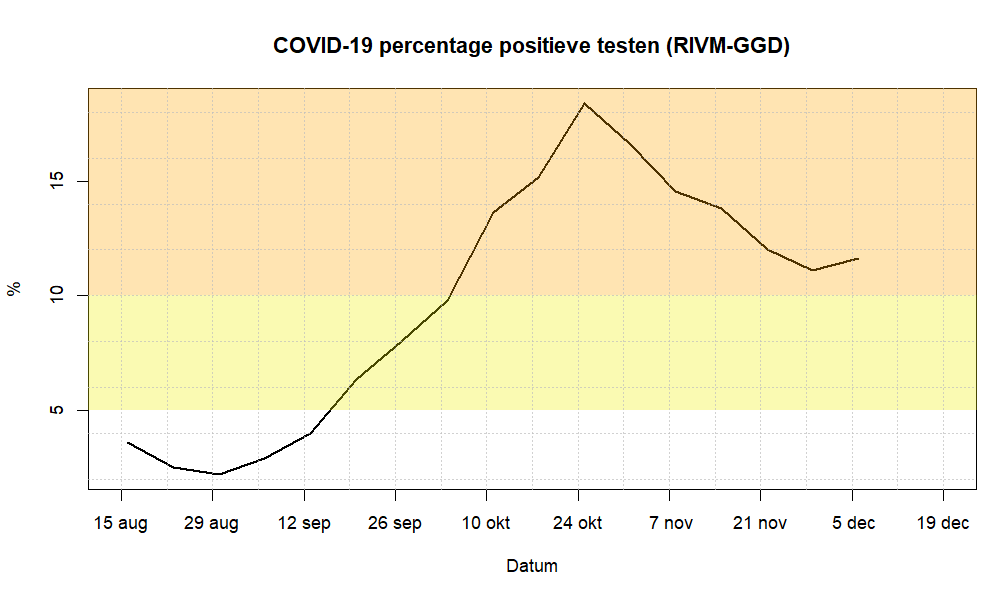 COVID-19 percentage positieve testen (RIVM-GGD)
%
15
10
5
15 aug 29 aug 12 sep 26 sep 10 okt 24 okt 7 nov 21 nov 5 dec 19 dec
Datum